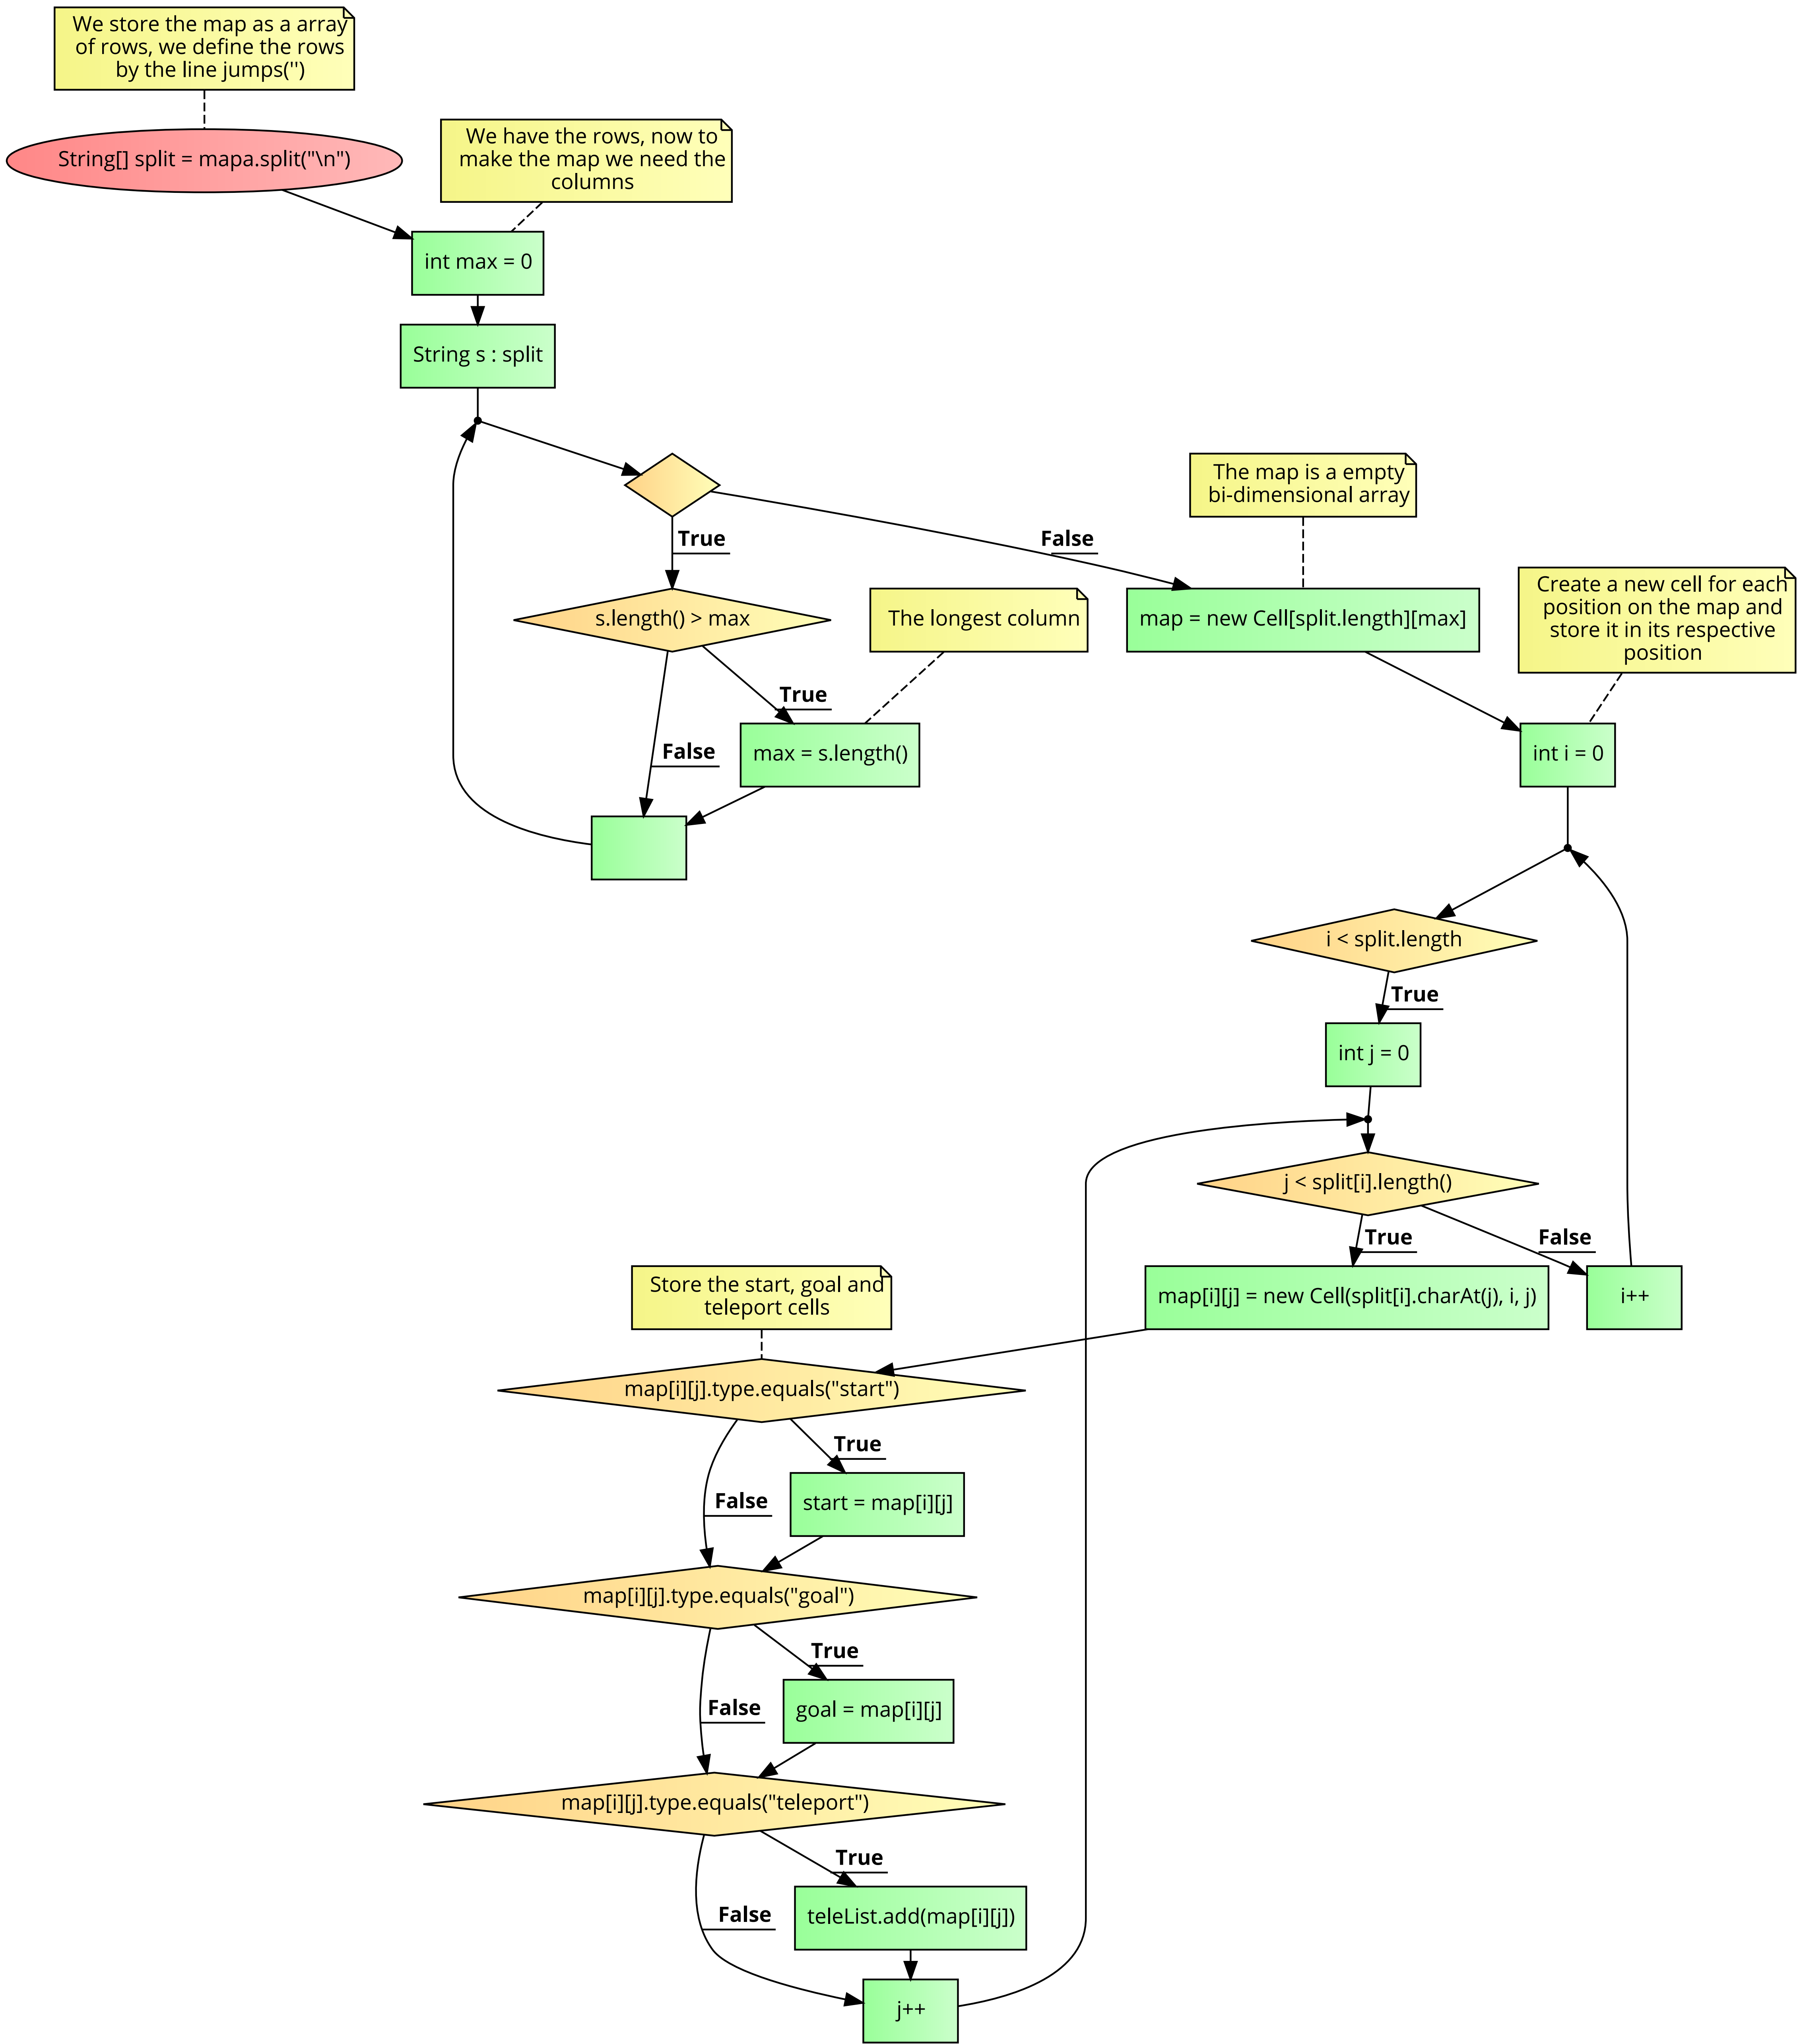 We store the map as a array
of rows, we define the rows
by the line jumps('')
String[] split = mapa.split("\n")
We have the rows, now to
make the map we need the
columns
int max = 0
String s : split
True
False
The map is a empty
bi-dimensional array
s.length() > max
The longest column
map = new Cell[split.length][max]
Create a new cell for each
position on the map and
store it in its respective
position
True
False
max = s.length()
int i = 0
i < split.length
True
int j = 0
j < split[i].length()
True
False
Store the start, goal and
teleport cells
map[i][j] = new Cell(split[i].charAt(j), i, j)
i++
map[i][j].type.equals("start")
True
False
start = map[i][j]
map[i][j].type.equals("goal")
True
False
goal = map[i][j]
map[i][j].type.equals("teleport")
True
False
teleList.add(map[i][j])
j++